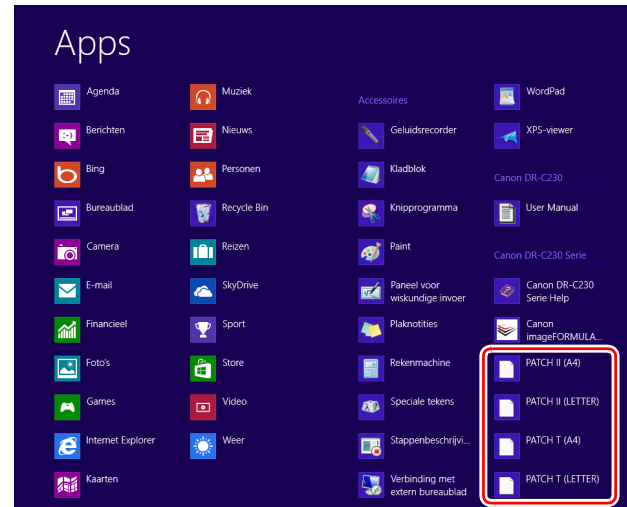 Apps
Agenda
Berichten
Bing
Bureaublad
Camera
E-mail
Financieel
Foto's
Games
Internet Explorer
Kaarten
Muziek
Nieuws
Personen
Recycle Bin
Reizen
SkyDrive
Sport
Store
Video
Weer
Accessoires
Geluidsrecorder
Kladblok
Knipprogramma
Paint
Paneel voor
wiskundige invoer
Plaknotities
Rekenmachine
Speciale tekens
Stappenbeschrijvi...
Verbinding met
extern bureaublad
WordPad
XPS-viewer
Canon DR-C230
User Manual
Canon DR-C230 Serie
Canon DR-C230
Serie Help
Canon
imageFORMULA...
PATCH II (A4)
PATCH II (LETTER)
PATCH T (A4)
PATCH T (LETTER)